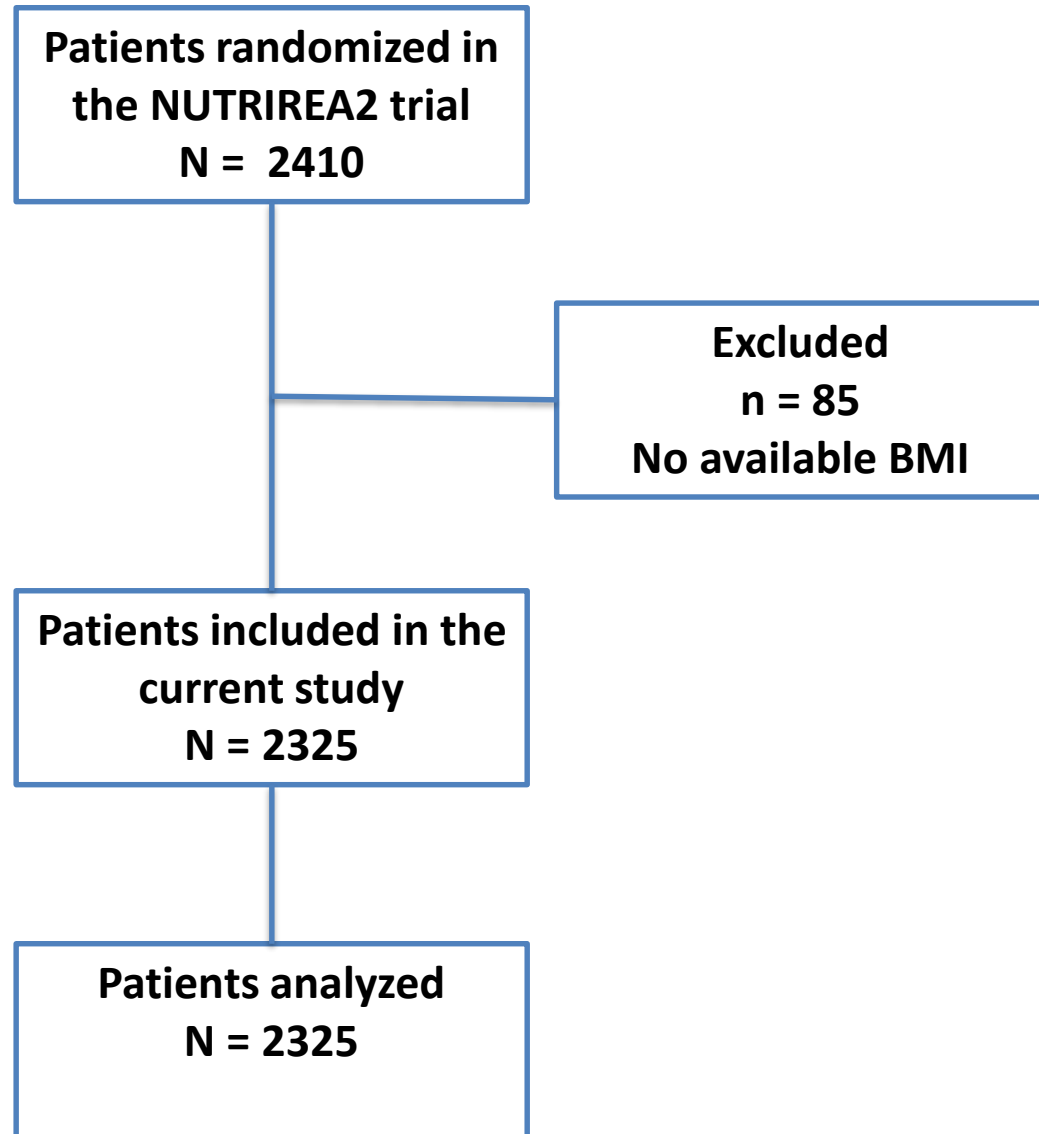 Patients randomized in
the NUTRIREA2 trial
N =  2410
Excluded
n = 85
No available BMI
Patients included in the
current study
N = 2325
Patients analyzed
N = 2325